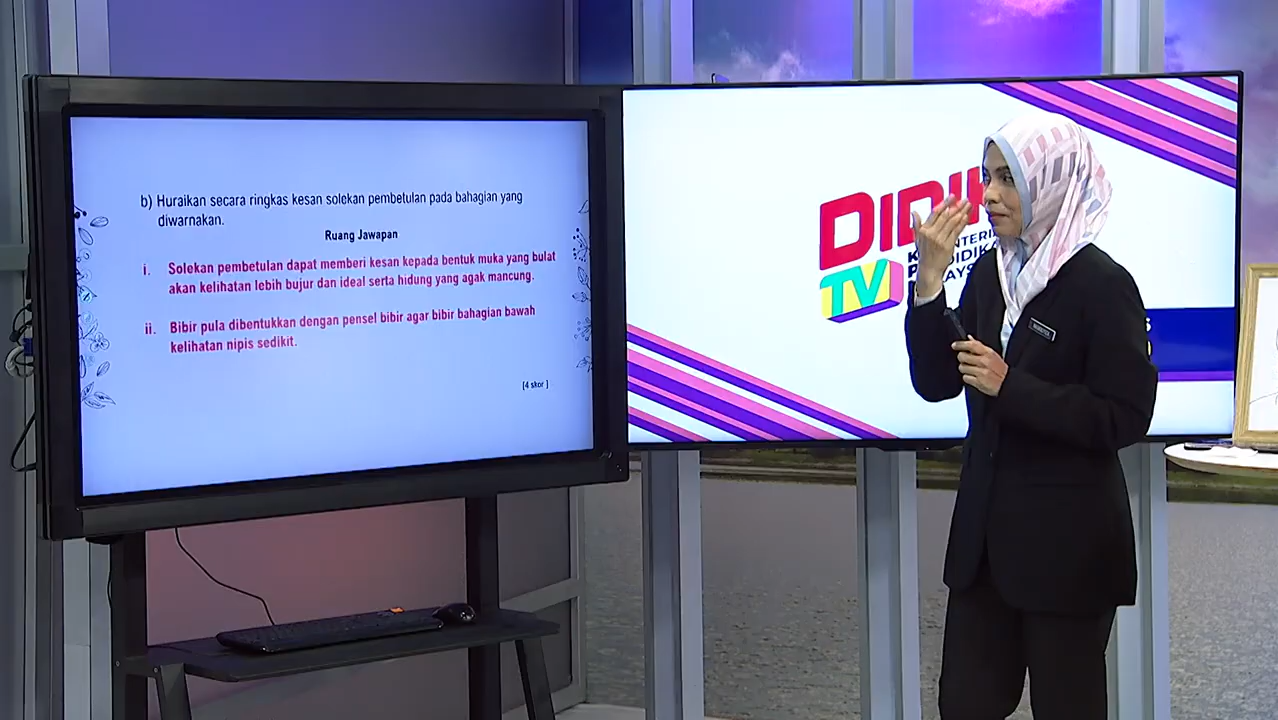 b) Huraikan secara ringkas kesan solekan pembetulan pada bahagian yang
diwarnakan.
Ruang Jawapan
i. Solekan pembetulan dapat memberi kesan kepada bentuk muka yang bulat
akan kelihatan lebih bujur dan ideal serta hidung yang agak mancung.
ii. Bibir pula dibentukkan dengan pensel bibir agar bibir bahagian bawah
kelihatan nipis sedikit.
[4 skor ]
DIDIK
TV